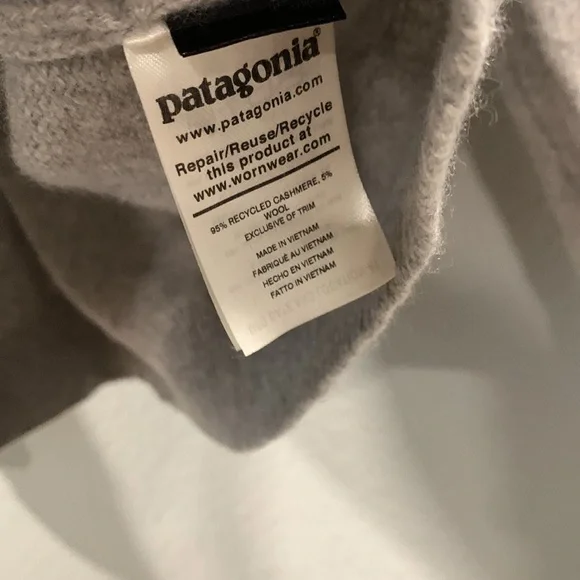 patagonia®
www.patagonia.com
Repair/Reuse/Recycle
this product at
www.wornwear.com
95% RECYCLED CASHMERE, 5%
WOOL
EXCLUSIVE OF TRIM
MADE IN VIETNAM
FABRIQUÉ AU VIETNAM
HECHO EN VIETNAM
FATTO IN VIETNAM